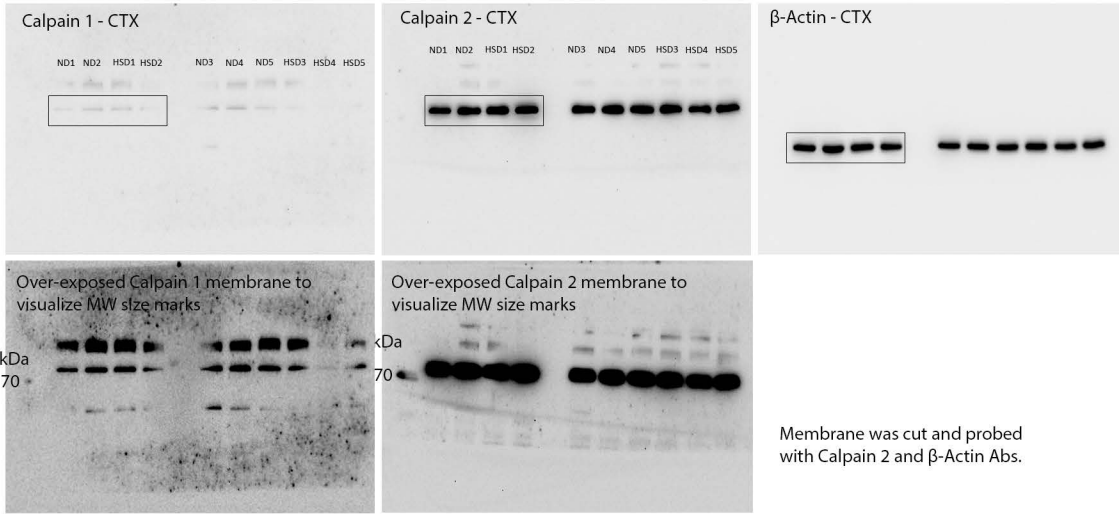 Calpain 1 - CTX
ND1 ND2 HSD1 HSD2 ND3 ND4 ND5 HSD3 HSD4 HSD5
Calpain 2 - CTX
ND1 ND2 HSD1 HSD2 ND3 ND4 ND5 HSD3 HSD4 HSD5
β-Actin - CTX
Over-exposed Calpain 1 membrane to
visualize MW size marks
kDa
70
Over-exposed Calpain 2 membrane to
visualize MW size marks
kDa
70
Membrane was cut and probed
with Calpain 2 and β-Actin Abs.